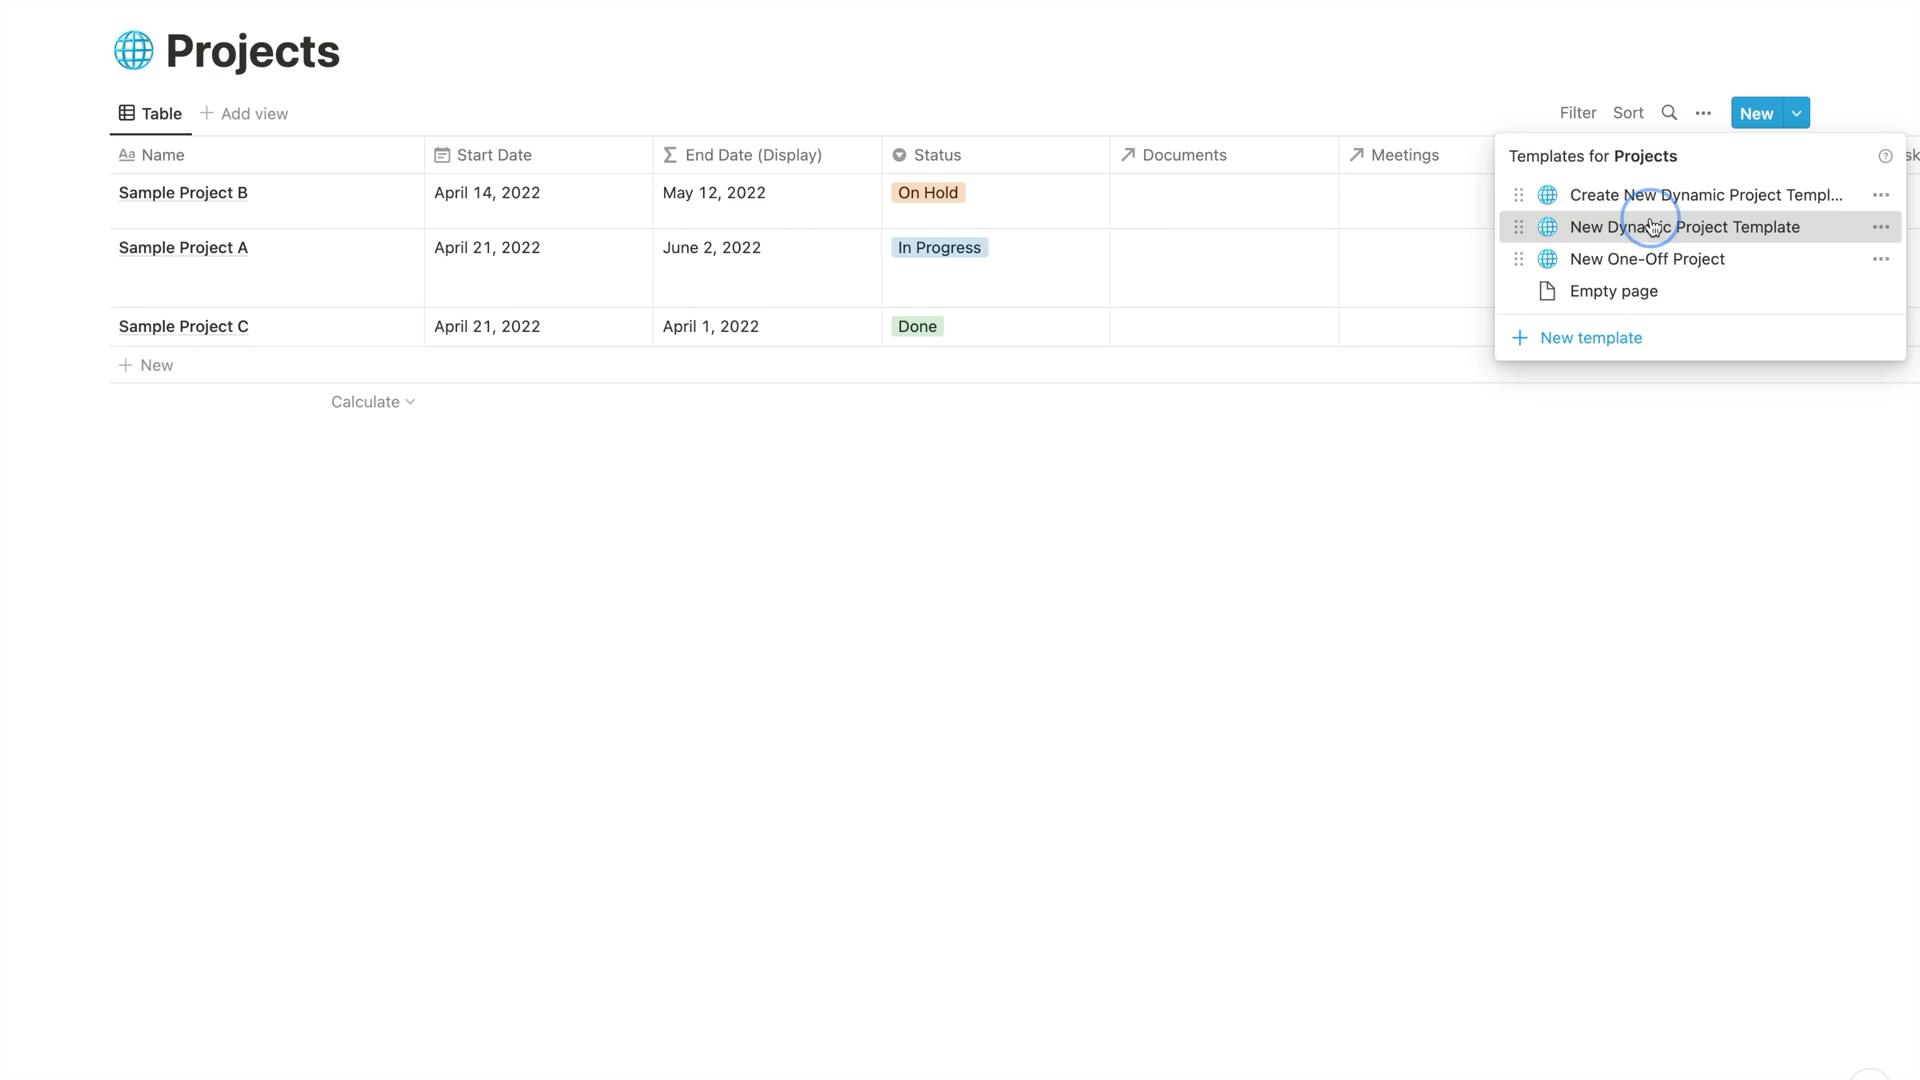 Projects
Table Add view
Filter Sort New
Aa Name Start Date End Date (Display) Status Documents Meetings
Sample Project B April 14, 2022 May 12, 2022 On Hold
Sample Project A April 21, 2022 June 2, 2022 In Progress
Sample Project C April 21, 2022 April 1, 2022 Done
New
Calculate
Templates for Projects
Create New Dynamic Project Templ...
New Dynamic Project Template
New One-Off Project
Empty page
New template